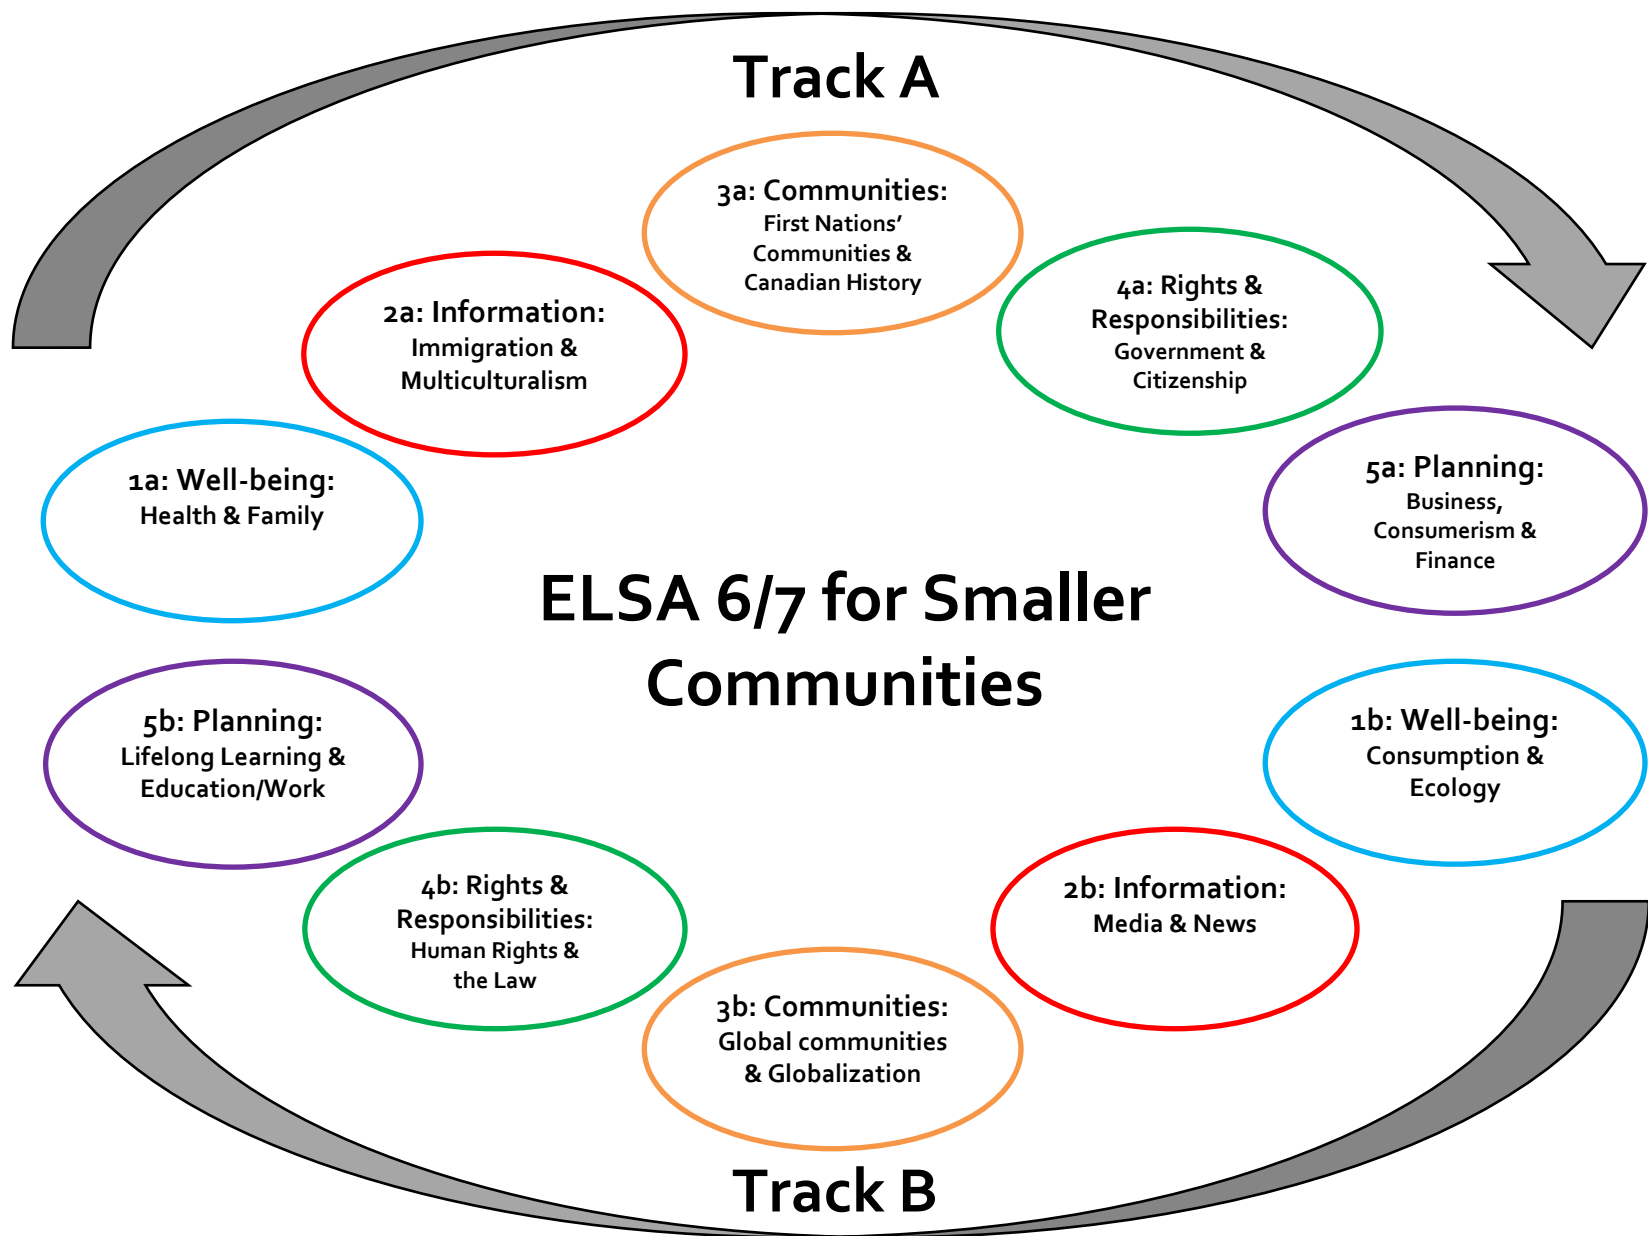 Track A
3a: Communities:
First Nations’
Communities &
Canadian History
2a: Information:
Immigration &
Multiculturalism
4a: Rights &
Responsibilities:
Government &
Citizenship
1a: Well-being:
Health & Family
5a: Planning:
Business,
Consumerism &
Finance
ELSA 6/7 for Smaller
Communities
5b: Planning:
Lifelong Learning &
Education/Work
1b: Well-being:
Consumption &
Ecology
4b: Rights &
Responsibilities:
Human Rights &
the Law
2b: Information:
Media & News
3b: Communities:
Global communities
& Globalization
Track B